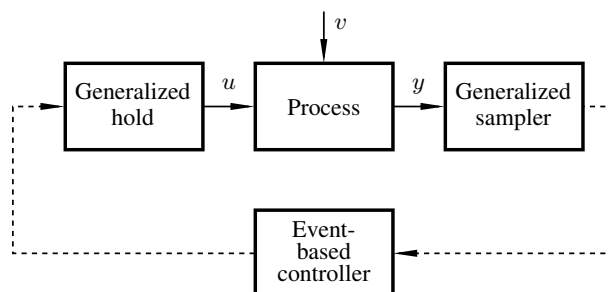 v
Generalized
hold
u
Process
y
Generalized
sampler
Event-
based
controller